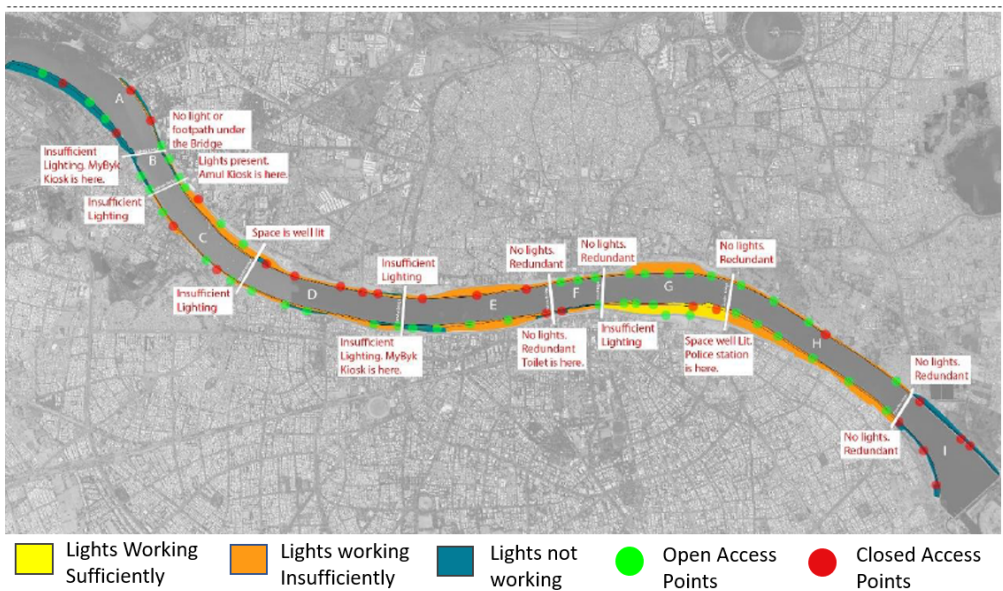 A
No light or
footpath under
the Bridge
Insufficient
Lighting. MyByk
Kiosk is here.
B
Lights present.
Amul Kiosk is here.
Insufficient
Lighting
C
Space is well lit
Insufficient
Lighting
D
Insufficient
Lighting
Insufficient
Lighting. MyByk
Kiosk is here.
E
No lights.
Redundant
No lights.
Redundant
Toilet is here.
F
No lights.
Redundant
Insufficient
Lighting
G
No lights.
Redundant
Space well Lit.
Police station
is here.
H
No lights.
Redundant
No lights.
Redundant
I
Lights Working
Sufficiently
Lights working
Insufficiently
Lights not
working
Open Access
Points
Closed Access
Points